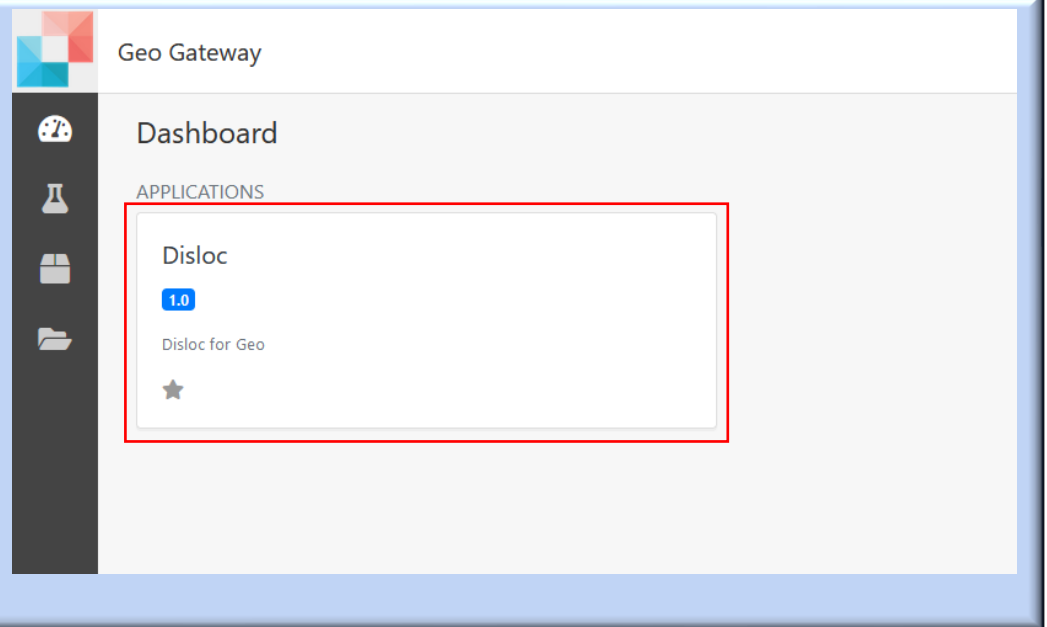 Geo Gateway
Dashboard
APPLICATIONS
Disloc
1.0
Disloc for Geo